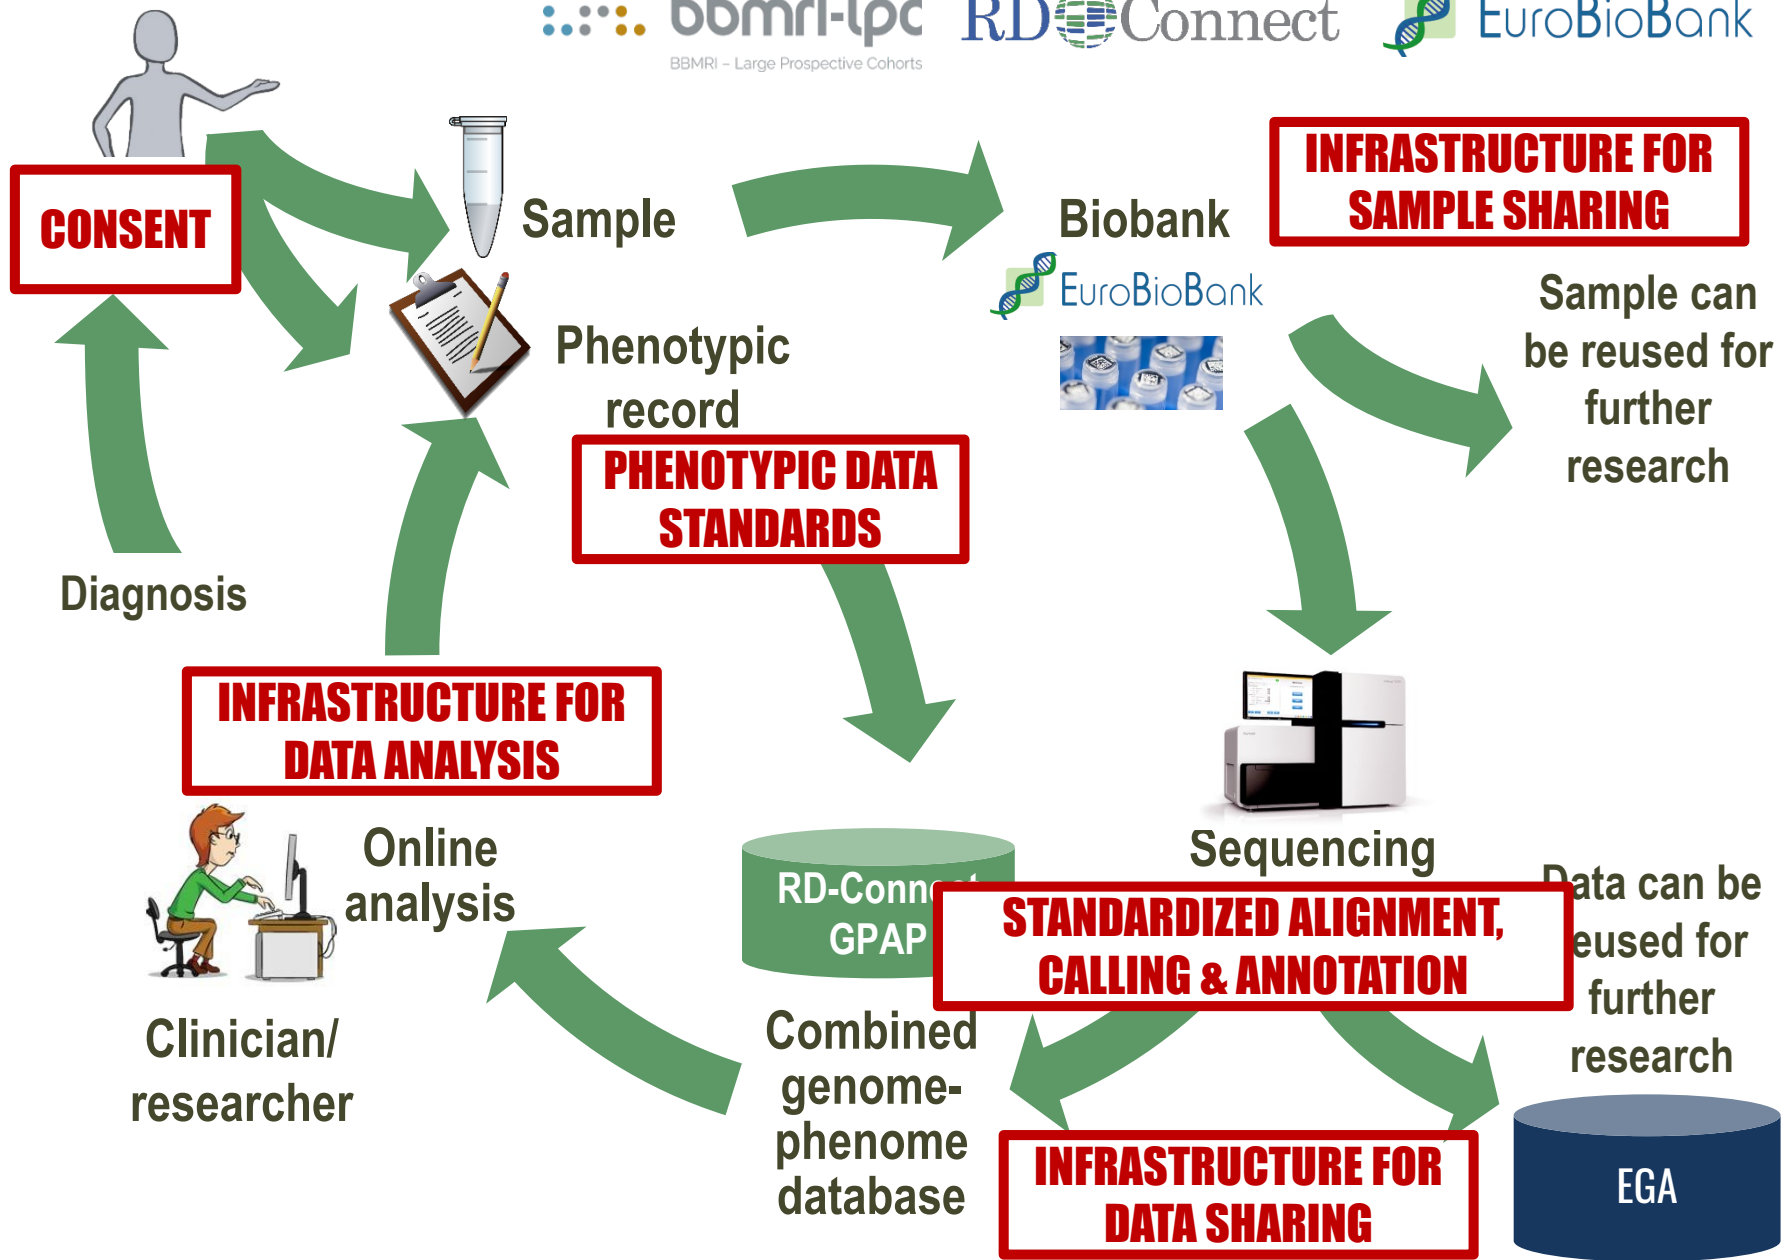 bbmri-lpc
BBMRI – Large Prospective Cohorts
RD Connect
EuroBioBank
CONSENT
Sample
Biobank
EuroBioBank
INFRASTRUCTURE FOR
SAMPLE SHARING
Sample can
be reused for
further
research
Phenotypic
record
PHENOTYPIC DATA
STANDARDS
Diagnosis
INFRASTRUCTURE FOR
DATA ANALYSIS
Online
analysis
Clinician/
researcher
RD-Connect
GPAP
Combined
genome-
phenome
database
Sequencing
STANDARDIZED ALIGNMENT,
CALLING & ANNOTATION
Data can be
eused for
further
research
INFRASTRUCTURE FOR
DATA SHARING
EGA